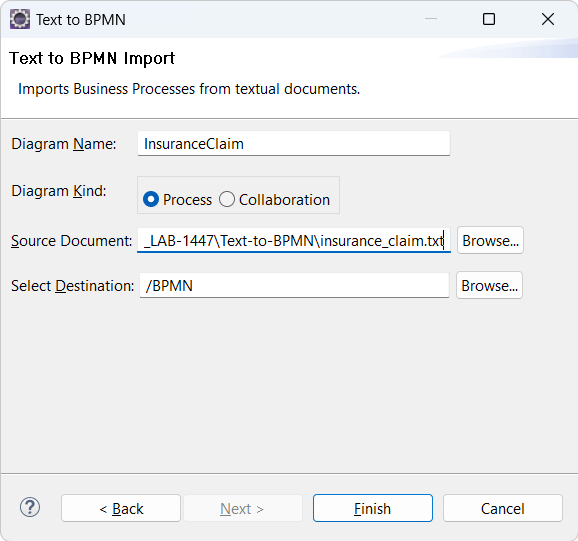 Text to BPMN
Text to BPMN Import
Imports Business Processes from textual documents.
Diagram Name: InsuranceClaim
Diagram Kind: Process Collaboration
Source Document: _LAB-1447\Text-to-BPMN\insurance_claim.txt Browse...
Select Destination: /BPMN Browse...
? < Back Next > Finish Cancel